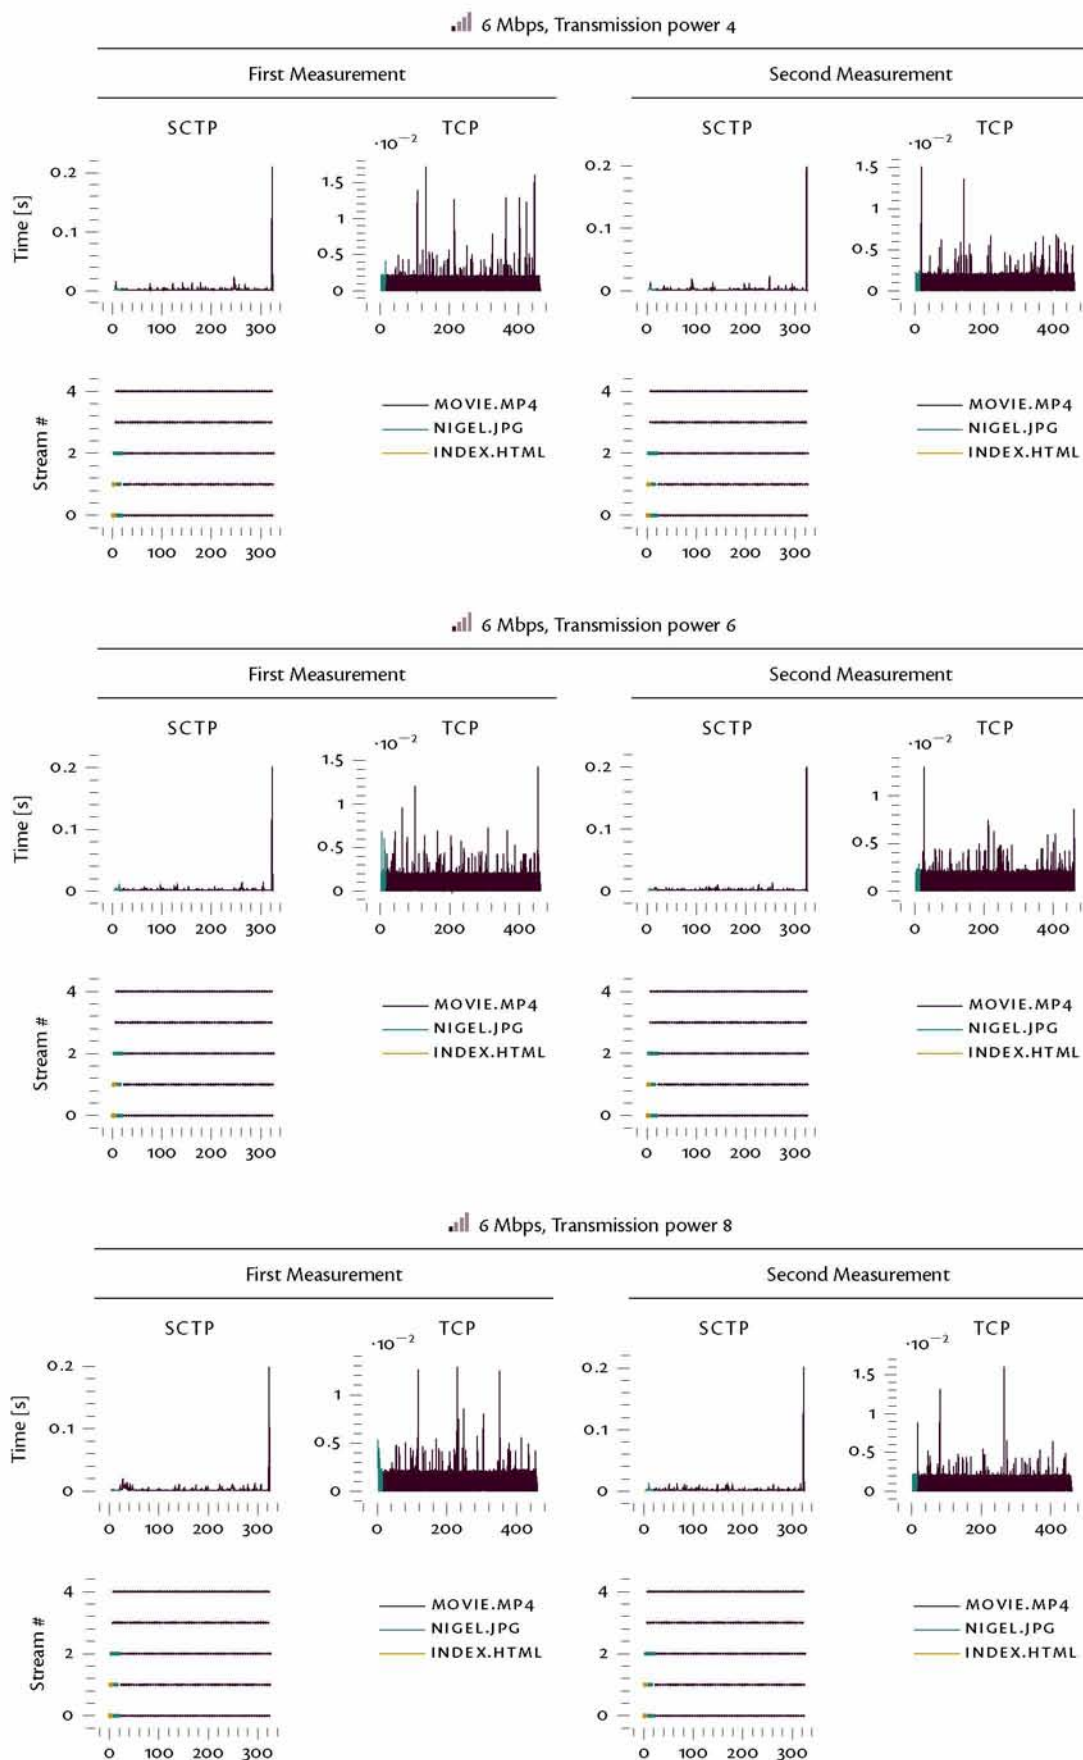 6 Mbps, Transmission power 4
First Measurement
Second Measurement
SCTP
TCP
SCTP
TCP
·10−2
·10−2
Time [s]
0.2
0.1
0
1.5
1
0.5
0
0.2
0.1
0
1.5
1
0.5
0
0 100 200 300
0 200 400
0 100 200 300
0 200 400
Stream #
4
2
0
MOVIE.MP4
NIGEL.JPG
INDEX.HTML
4
2
0
MOVIE.MP4
NIGEL.JPG
INDEX.HTML
0 100 200 300
0 100 200 300
6 Mbps, Transmission power 6
First Measurement
Second Measurement
SCTP
TCP
SCTP
TCP
·10−2
·10−2
Time [s]
0.2
0.1
0
1.5
1
0.5
0
0.2
0.1
0
1
0.5
0
0 100 200 300
0 200 400
0 100 200 300
0 200 400
Stream #
4
2
0
MOVIE.MP4
NIGEL.JPG
INDEX.HTML
4
2
0
MOVIE.MP4
NIGEL.JPG
INDEX.HTML
0 100 200 300
0 100 200 300
6 Mbps, Transmission power 8
First Measurement
Second Measurement
SCTP
TCP
SCTP
TCP
·10−2
·10−2
Time [s]
0.2
0.1
0
1
0.5
0
0.2
0.1
0
1.5
1
0.5
0
0 100 200 300
0 200 400
0 100 200 300
0 200 400
Stream #
4
2
0
MOVIE.MP4
NIGEL.JPG
INDEX.HTML
4
2
0
MOVIE.MP4
NIGEL.JPG
INDEX.HTML
0 100 200 300
0 100 200 300